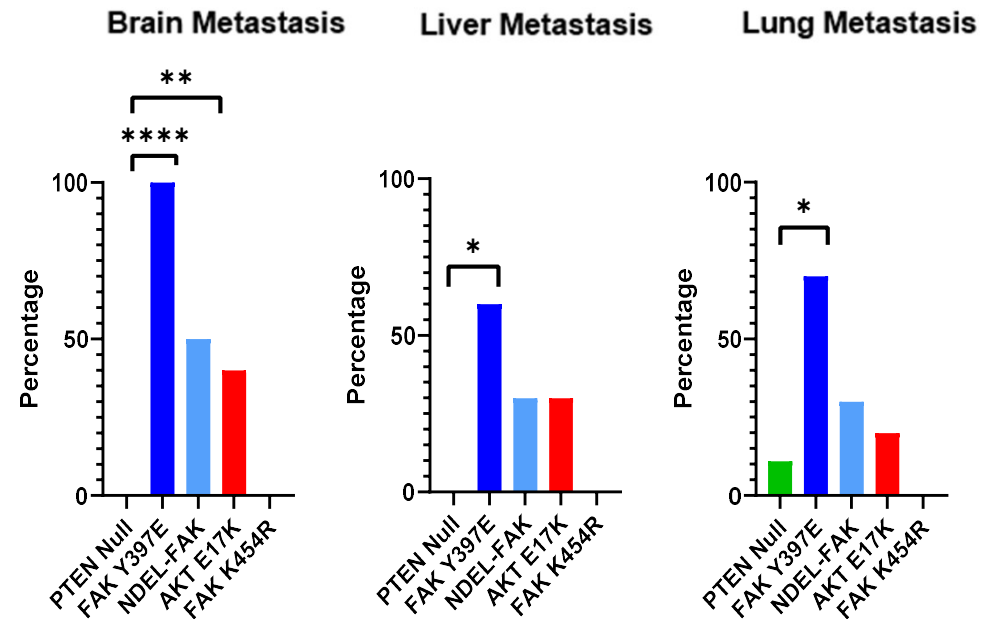 Brain Metastasis
**
****
100
50
0
Percentage
PTEN Null
FAK Y397E
NDEL-FAK
AKT E17K
FAK K454R
Liver Metastasis
*
100
50
0
Percentage
PTEN Null
FAK Y397E
NDEL-FAK
AKT E17K
FAK K454R
Lung Metastasis
*
100
50
0
Percentage
PTEN Null
FAK Y397E
NDEL-FAK
AKT E17K
FAK K454R